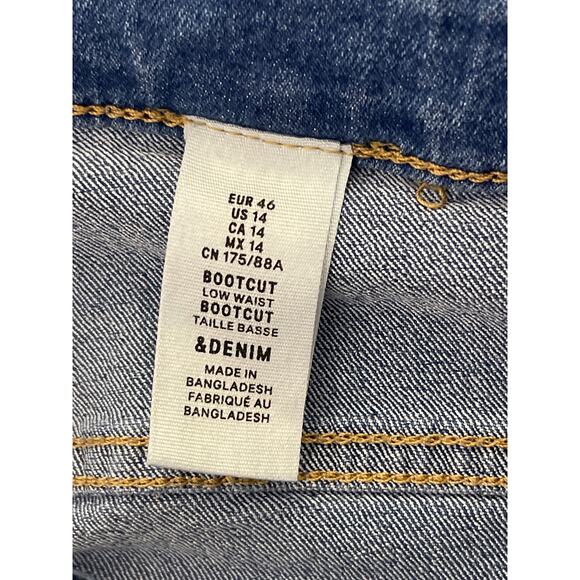 EUR 46
US 14
CA 14
MX 14
CN 175/88A
BOOTCUT
LOW WAIST
BOOTCUT
TAILLE BASSE
&DENIM
MADE IN
BANGLADESH
FABRIQUÉ AU
BANGLADESH